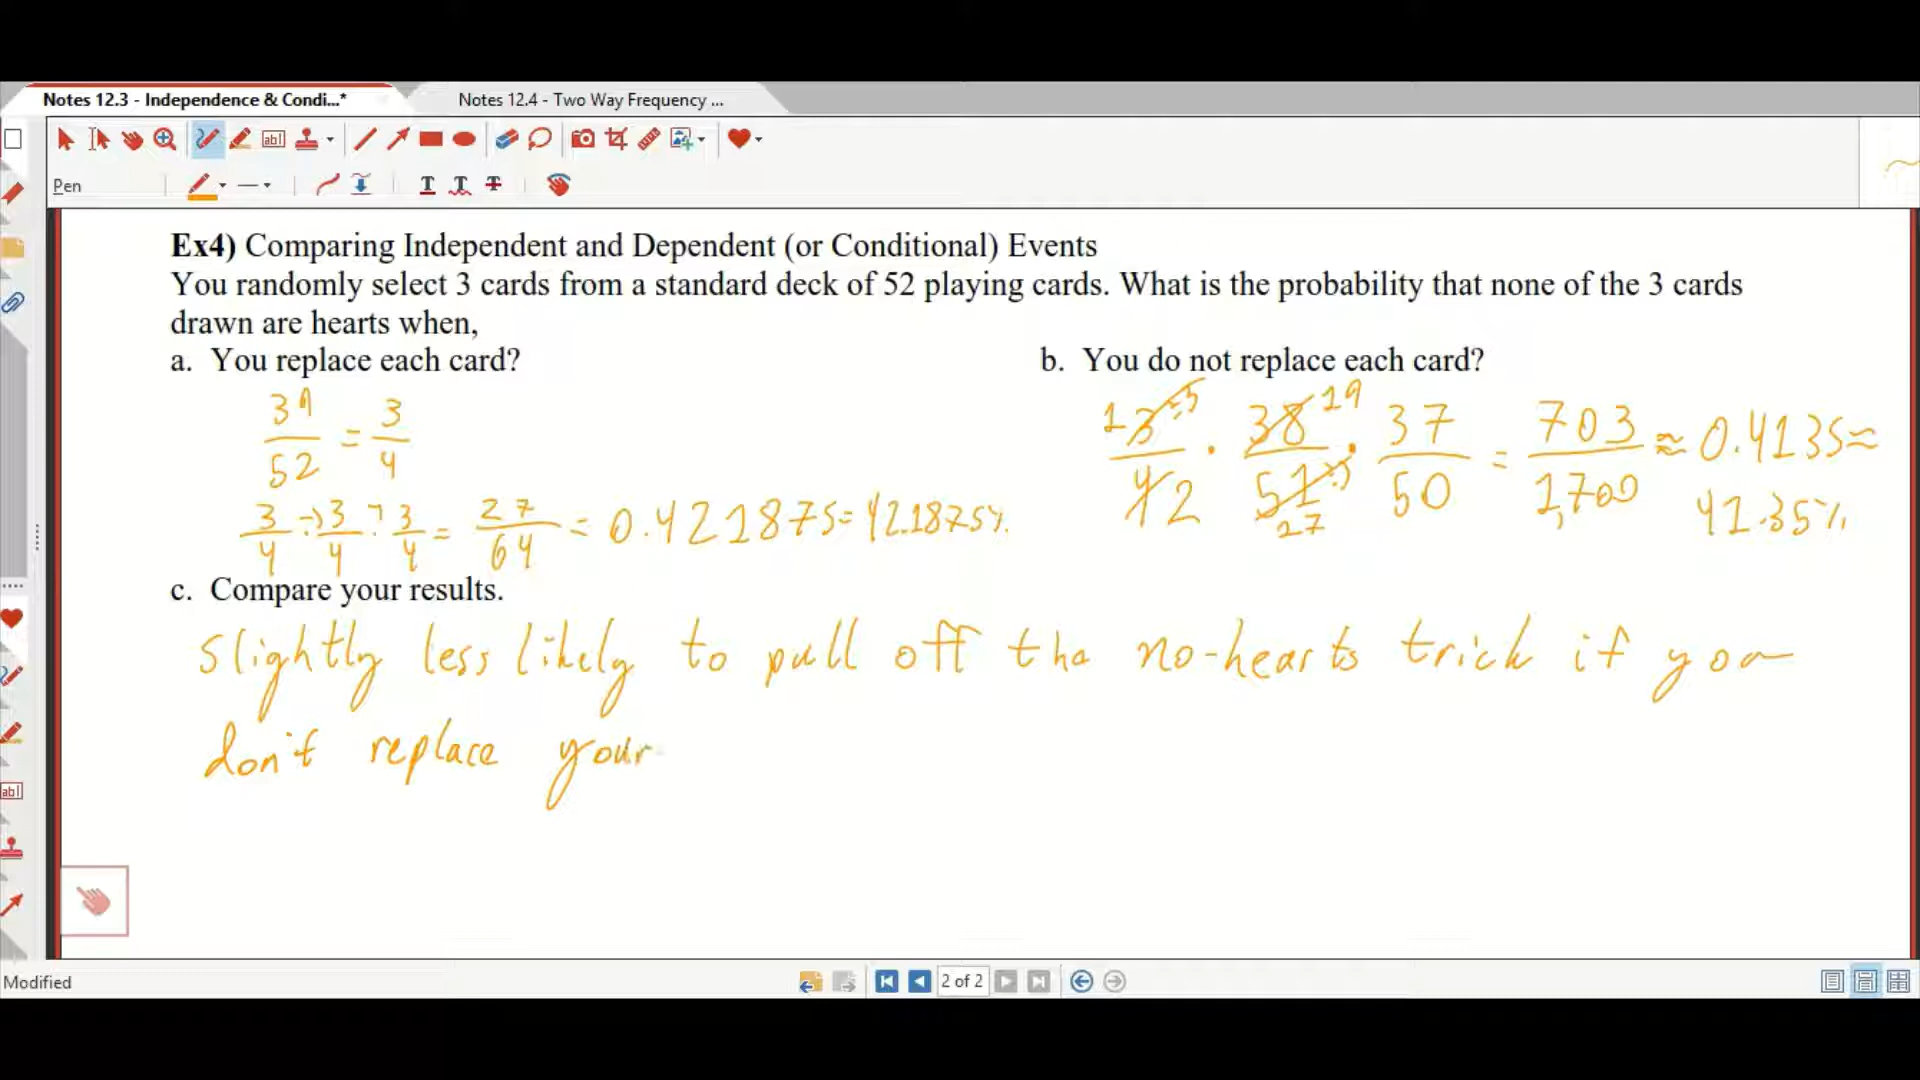 Notes 12.3 - Independence & Condi...*
Notes 12.4 - Two Way Frequency ...
Pen
Ex4) Comparing Independent and Dependent (or Conditional) Events
You randomly select 3 cards from a standard deck of 52 playing cards. What is the probability that none of the 3 cards
drawn are hearts when,
a. You replace each card?
39/52 = 3/4
3/4 · 3/4 · 3/4 = 27/64 = 0.421875 = 42.1875%
b. You do not replace each card?
38 19 · 37/50 = 703/1,700 ≈ 0.4135 ≈
41.35%
c. Compare your results.
Slightly less likely to pull off the no-hearts trick if you
don't replace your
Modified
2 of 2